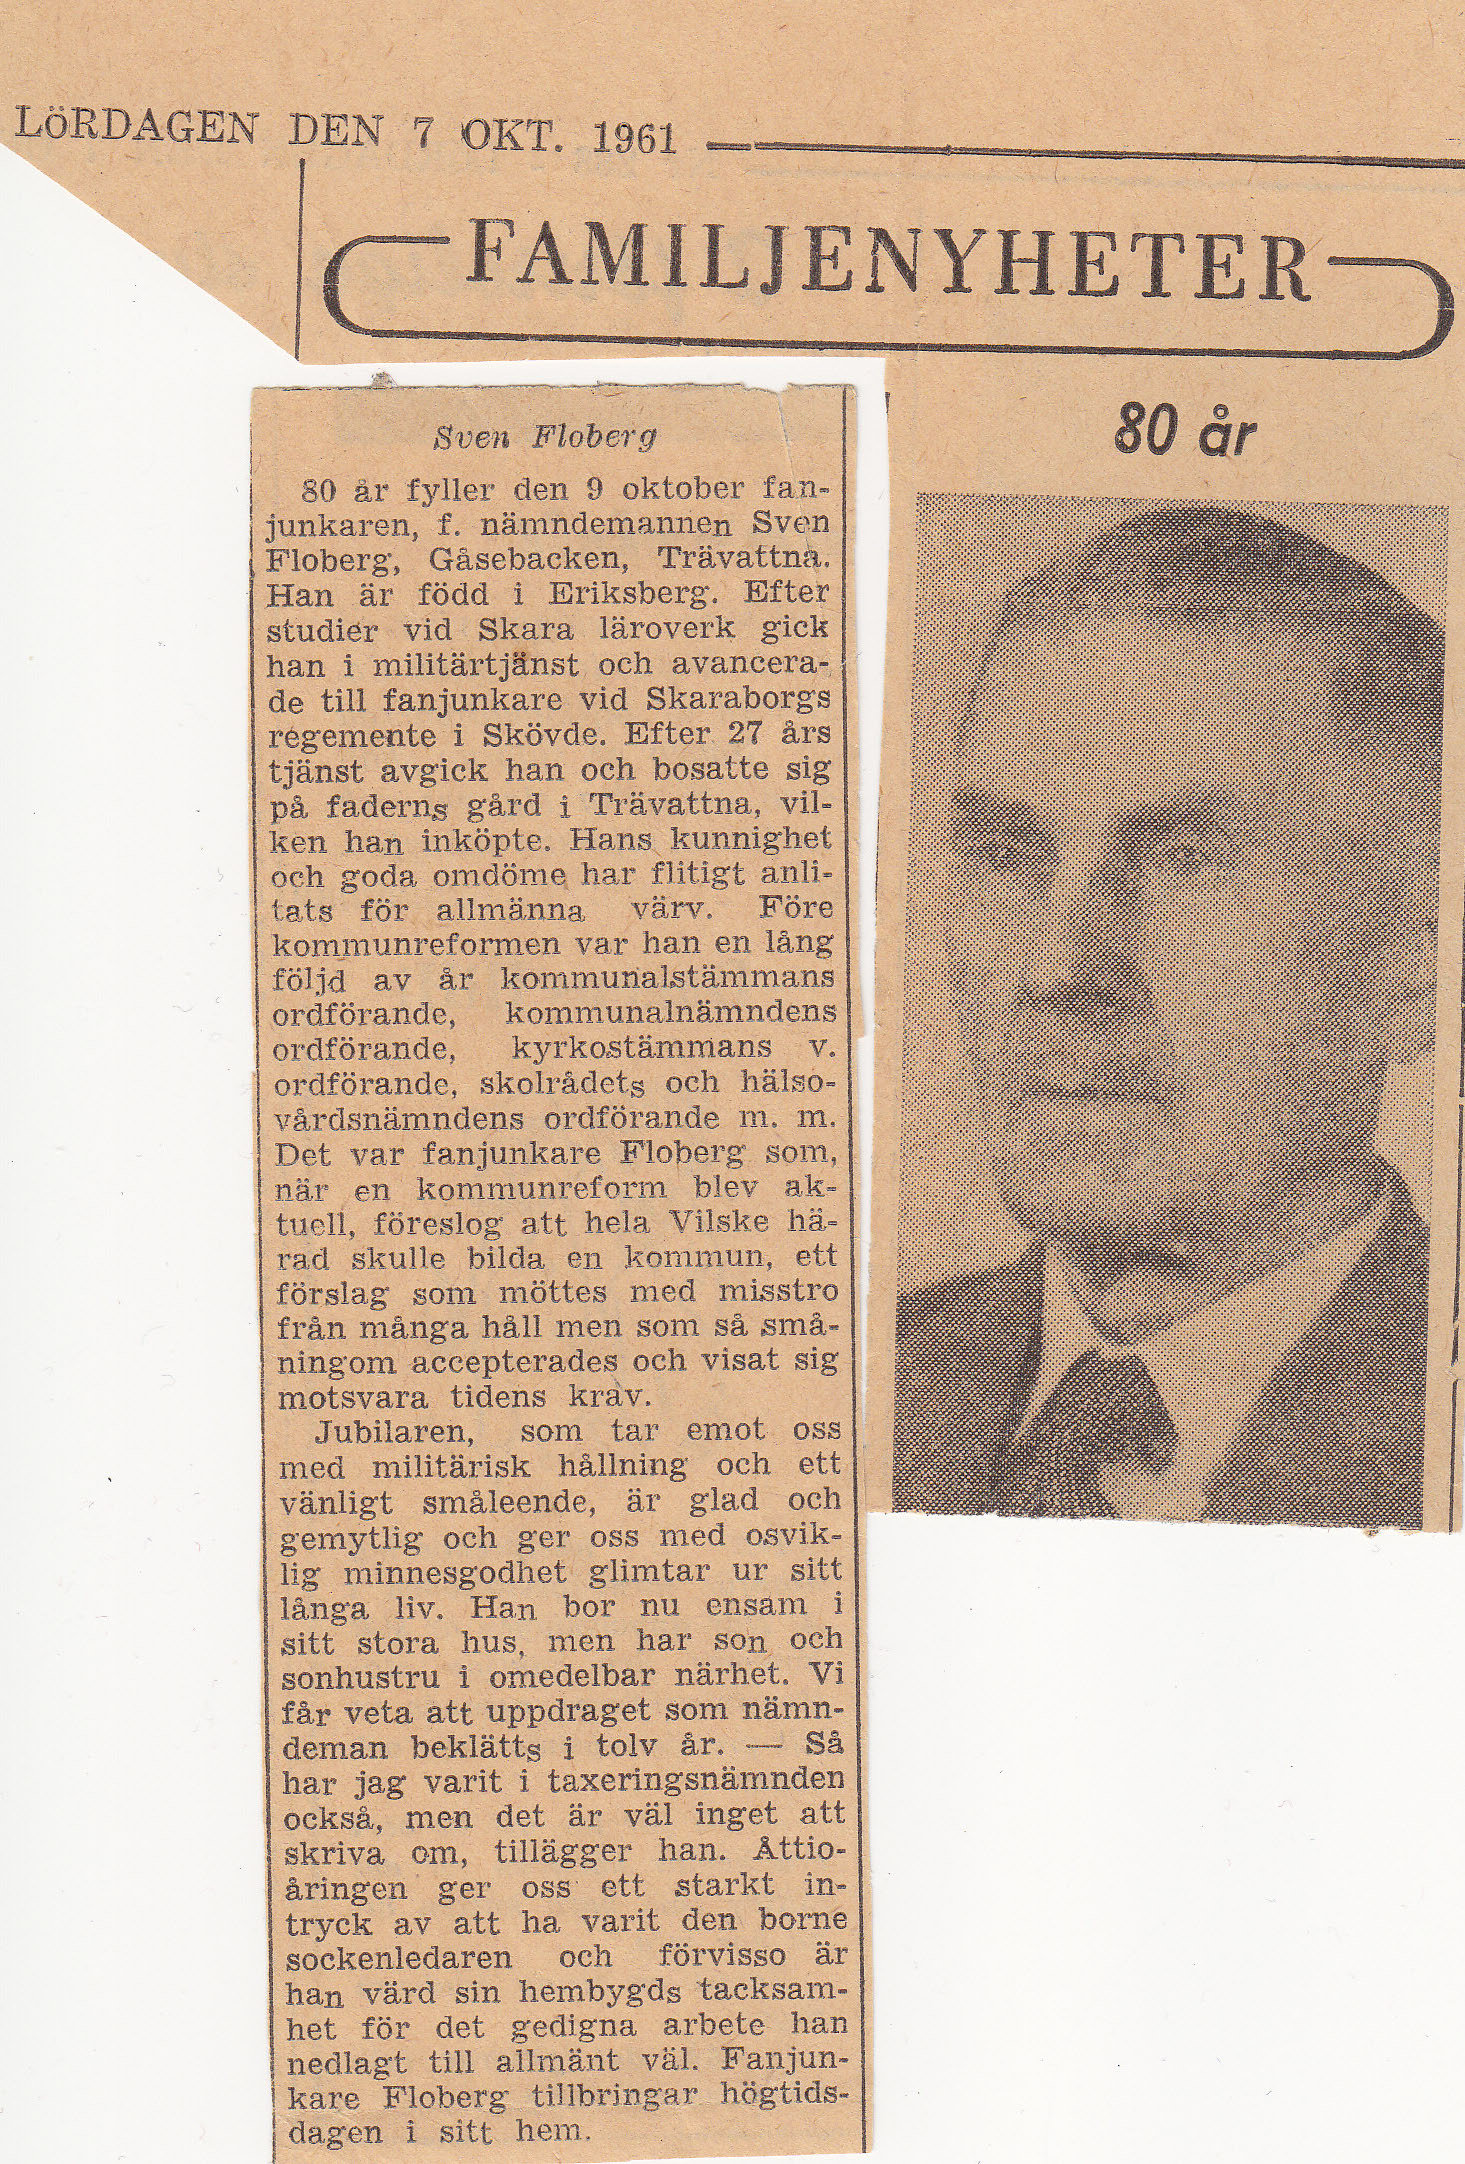 LÖRDAGEN DEN 7 OKT. 1961
FAMILJENYHETER
80 år
Sven Floberg
80 år fyller den 9 oktober fan-
junkaren, f. nämndemannen Sven
Floberg, Gåsebacken, Trävattna.
Han är född i Eriksberg. Efter
studier vid Skara läroverk gick
han i militärtjänst och avancera-
de till fanjunkare vid Skaraborgs
regemente i Skövde. Efter 27 års
tjänst avgick han och bosatte sig
på faderns gård i Trävattna, vil-
ken han inköpte. Hans kunnighet
och goda omdöme har flitigt anli-
tats för allmänna värv. Före
kommunreformen var han en lång
följd av år kommunalstämmans
ordförande, kommunalnämndens
ordförande, kyrkostämmans v.
ordförande, skolrådets och hälso-
vårdsnämndens ordförande m. m.
Det var fanjunkare Floberg som,
när en kommunreform blev ak-
tuell, föreslog att hela Vilske hä-
rad skulle bilda en kommun, ett
förslag som möttes med misstro
från många håll men som så små-
ningom accepterades och visat sig
motsvara tidens krav.
Jubilaren, som tar emot oss
med militärisk hållning och ett
vänligt småleende, är glad och
gemytlig och ger oss med osvik-
lig minnesgodhet glimtar ur sitt
långa liv. Han bor nu ensam i
sitt stora hus, men har son och
sonhustru i omedelbar närhet. Vi
får veta att uppdraget som nämn-
deman beklätts i tolv år. — Så
har jag varit i taxeringsnämnden
också, men det är väl inget att
skriva om, tillägger han. Åttio-
åringen ger oss ett starkt in-
tryck av att ha varit den borne
sockenledaren och förvisso är
han värd sin hembygds tacksam-
het för det gedigna arbete han
nedlagt till allmänt väl. Fanjun-
kare Floberg tillbringar högtids-
dagen i sitt hem.